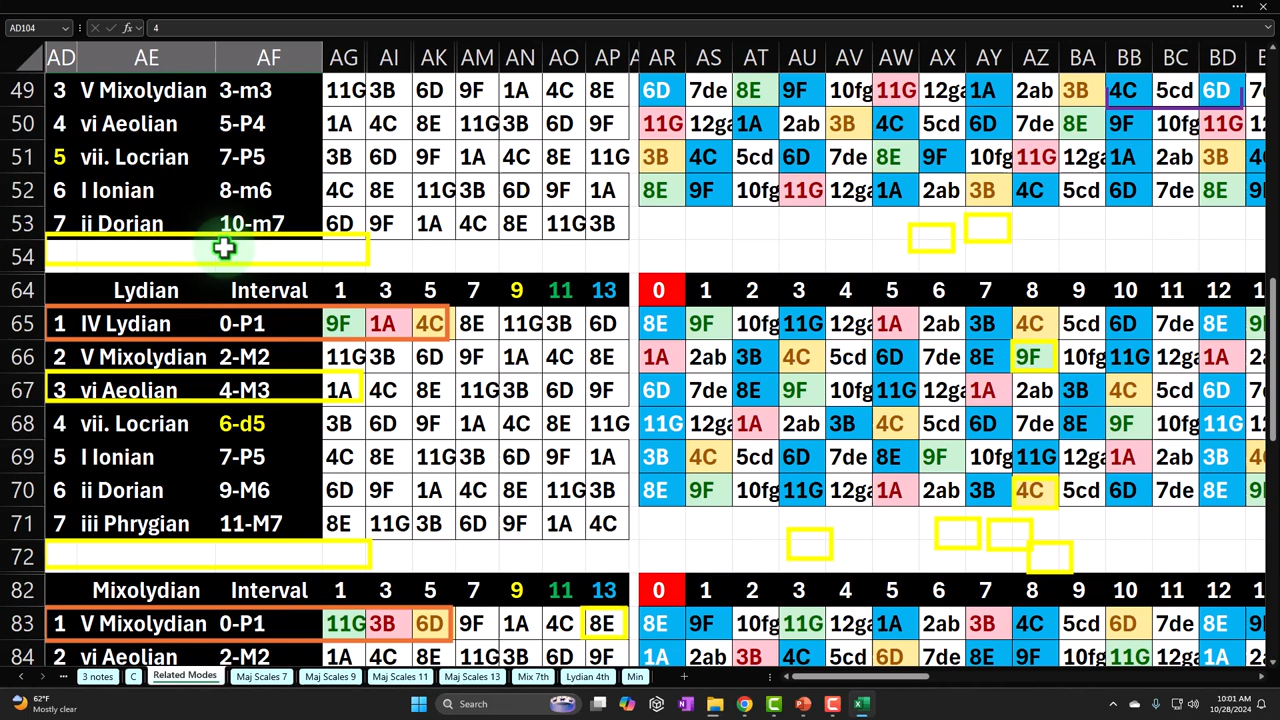 AD104 fx 4
AD AE AF AG AI AK AM AN AO AP AR AS AT AU AV AW AX AY AZ BA BB BC BD
49 3 V Mixolydian 3-m3 11G 3B 6D 9F 1A 4C 8E 6D 7de 8E 9F 10fg 11G 12ga 1A 2ab 3B 4C 5cd 6D
50 4 vi Aeolian 5-P4 1A 4C 8E 11G 3B 6D 9F 11G 12ga 1A 2ab 3B 4C 5cd 6D 7de 8E 9F 10fg 11G
51 5 vii. Locrian 7-P5 3B 6D 9F 1A 4C 8E 11G 3B 4C 5cd 6D 7de 8E 9F 10fg 11G 12ga 1A 2ab 3B
52 6 I Ionian 8-m6 4C 8E 11G 3B 6D 9F 1A 8E 9F 10fg 11G 12ga 1A 2ab 3B 4C 5cd 6D 7de 8E
53 7 ii Dorian 10-m7 6D 9F 1A 4C 8E 11G 3B
54
64 Lydian Interval 1 3 5 7 9 11 13 0 1 2 3 4 5 6 7 8 9 10 11 12
65 1 IV Lydian 0-P1 9F 1A 4C 8E 11G 3B 6D 8E 9F 10fg 11G 12ga 1A 2ab 3B 4C 5cd 6D 7de 8E
66 2 V Mixolydian 2-M2 11G 3B 6D 9F 1A 4C 8E 1A 2ab 3B 4C 5cd 6D 7de 8E 9F 10fg 11G 12ga 1A
67 3 vi Aeolian 4-M3 1A 4C 8E 11G 3B 6D 9F 6D 7de 8E 9F 10fg 11G 12ga 1A 2ab 3B 4C 5cd 6D
68 4 vii. Locrian 6-d5 3B 6D 9F 1A 4C 8E 11G 11G 12ga 1A 2ab 3B 4C 5cd 6D 7de 8E 9F 10fg 11G
69 5 I Ionian 7-P5 4C 8E 11G 3B 6D 9F 1A 3B 4C 5cd 6D 7de 8E 9F 10fg 11G 12ga 1A 2ab 3B
70 6 ii Dorian 9-M6 6D 9F 1A 4C 8E 11G 3B 8E 9F 10fg 11G 12ga 1A 2ab 3B 4C 5cd 6D 7de 8E
71 7 iii Phrygian 11-M7 8E 11G 3B 6D 9F 1A 4C
72
82 Mixolydian Interval 1 3 5 7 9 11 13 0 1 2 3 4 5 6 7 8 9 10 11 12
83 1 V Mixolydian 0-P1 11G 3B 6D 9F 1A 4C 8E 8E 9F 10fg 11G 12ga 1A 2ab 3B 4C 5cd 6D 7de 8E
84 2 vi Aeolian 2-M2 1A 4C 8E 11G 3B 6D 9F 1A 2ab 3B 4C 5cd 6D 7de 8E 9F 10fg 11G 12ga 1A
3 notes C Related Modes Maj Scales 7 Maj Scales 9 Maj Scales 11 Maj Scales 13 Mix 7th Lydian 4th Min
62°F
Mostly clear
Search
10:01 AM
10/28/2024